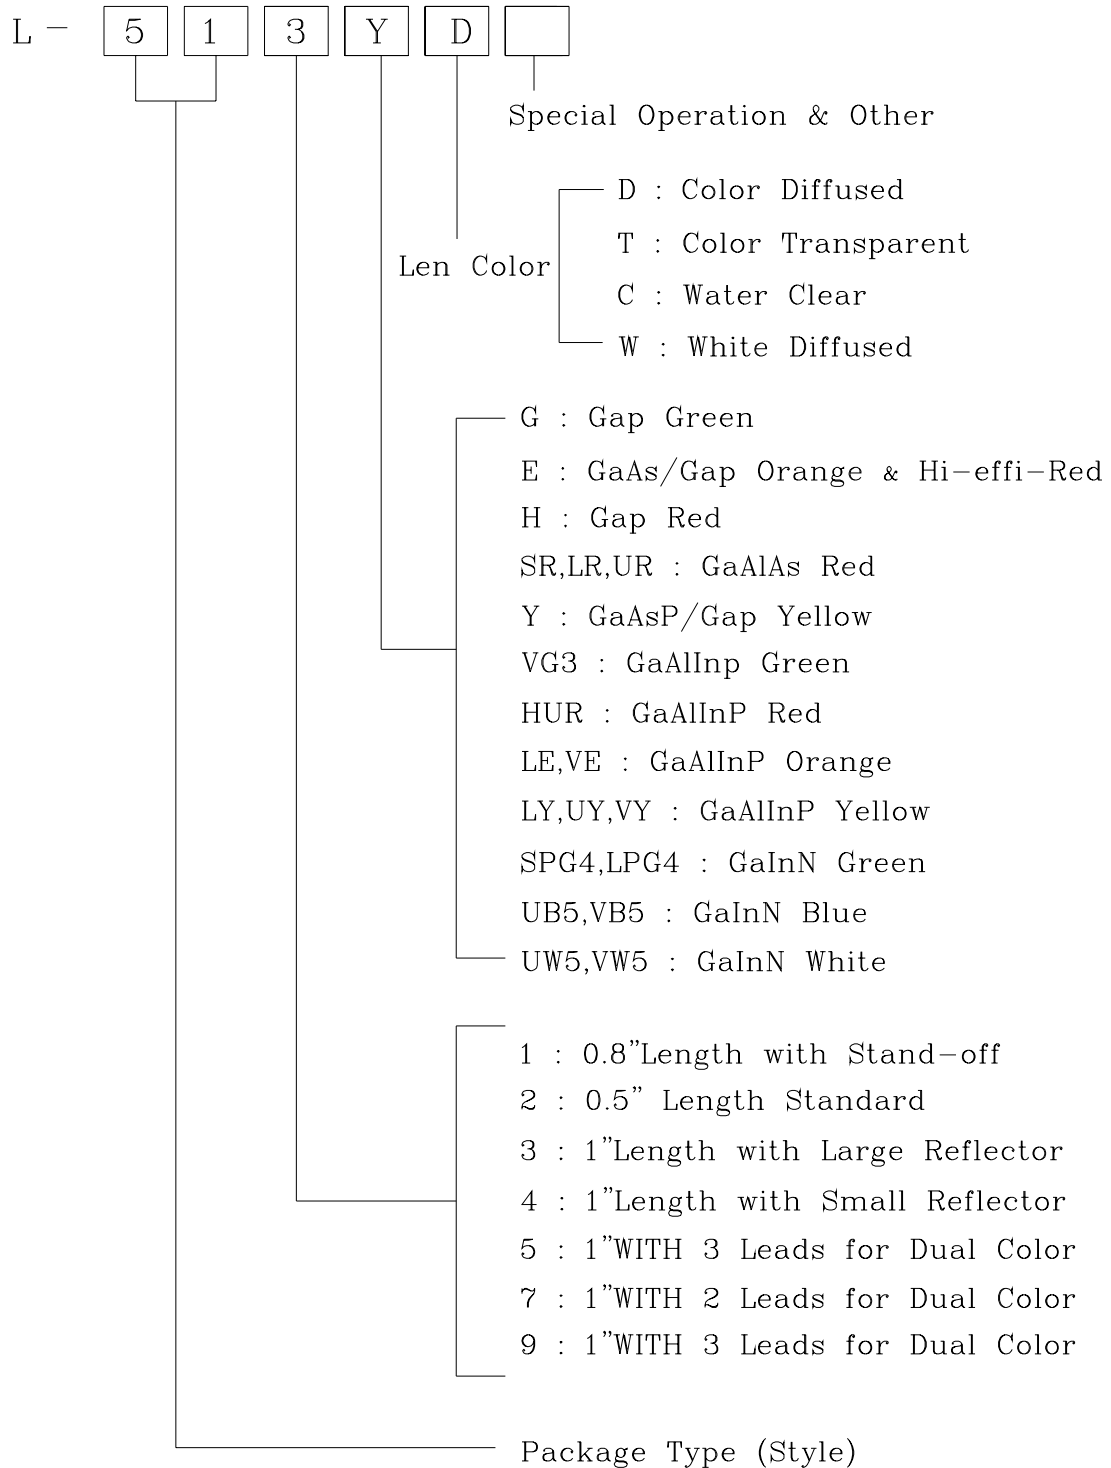 L- 5 1 3 Y D
Special Operation & Other
D : Color Diffused
T : Color Transparent
Len Color
C : Water Clear
W : White Diffused
G : Gap Green
E : GaAs/Gap Orange & Hi-effi-Red
H : Gap Red
SR,LR,UR : GaAlAs Red
Y : GaAsP/Gap Yellow
VG3 : GaAlInp Green
HUR : GaAlInP Red
LE,VE : GaAlInP Orange
LY,UY,VY : GaAlInP Yellow
SPG4,LPG4 : GaInN Green
UB5,VB5 : GaInN Blue
UW5,VW5 : GaInN White
1 : 0.8"Length with Stand-off
2 : 0.5" Length Standard
3 : 1"Length with Large Reflector
4 : 1"Length with Small Reflector
5 : 1"WITH 3 Leads for Dual Color
7 : 1"WITH 2 Leads for Dual Color
9 : 1"WITH 3 Leads for Dual Color
Package Type (Style)